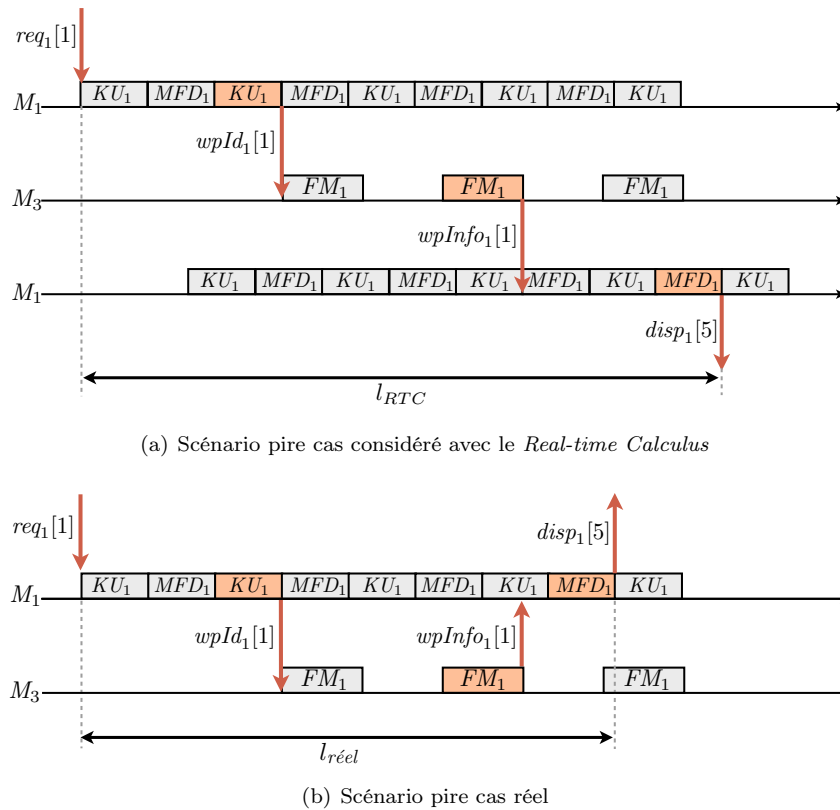 req₁[1]
KU₁ MFD₁ KU₁ MFD₁ KU₁ MFD₁ KU₁ MFD₁ KU₁
M₁
wpId₁[1]
FM₁ FM₁ FM₁
M₃
wpInfo₁[1]
KU₁ MFD₁ KU₁ MFD₁ KU₁ MFD₁ KU₁ MFD₁ KU₁
M₁
disp₁[5]
l_RTC
(a) Scénario pire cas considéré avec le Real-time Calculus
req₁[1] disp₁[5]
KU₁ MFD₁ KU₁ MFD₁ KU₁ MFD₁ KU₁ MFD₁ KU₁
M₁
wpId₁[1] wpInfo₁[1]
FM₁ FM₁ FM₁
M₃
l_réel
(b) Scénario pire cas réel